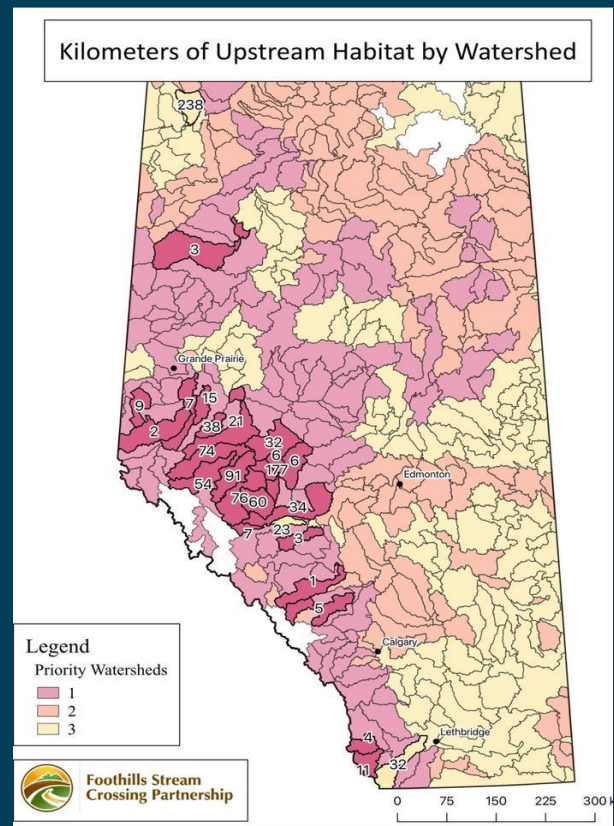 Kilometers of Upstream Habitat by Watershed
238
3
Grande Prairie
9
7
15
2
38
21
32
74
6
6
177
54
91
76
60
34
Edmonton
7
23
3
1
5
Calgary
Legend
Priority Watersheds
1
2
3
4
Lethbridge
11
32
Foothills Stream
Crossing Partnership
0 75 150 225 300 k